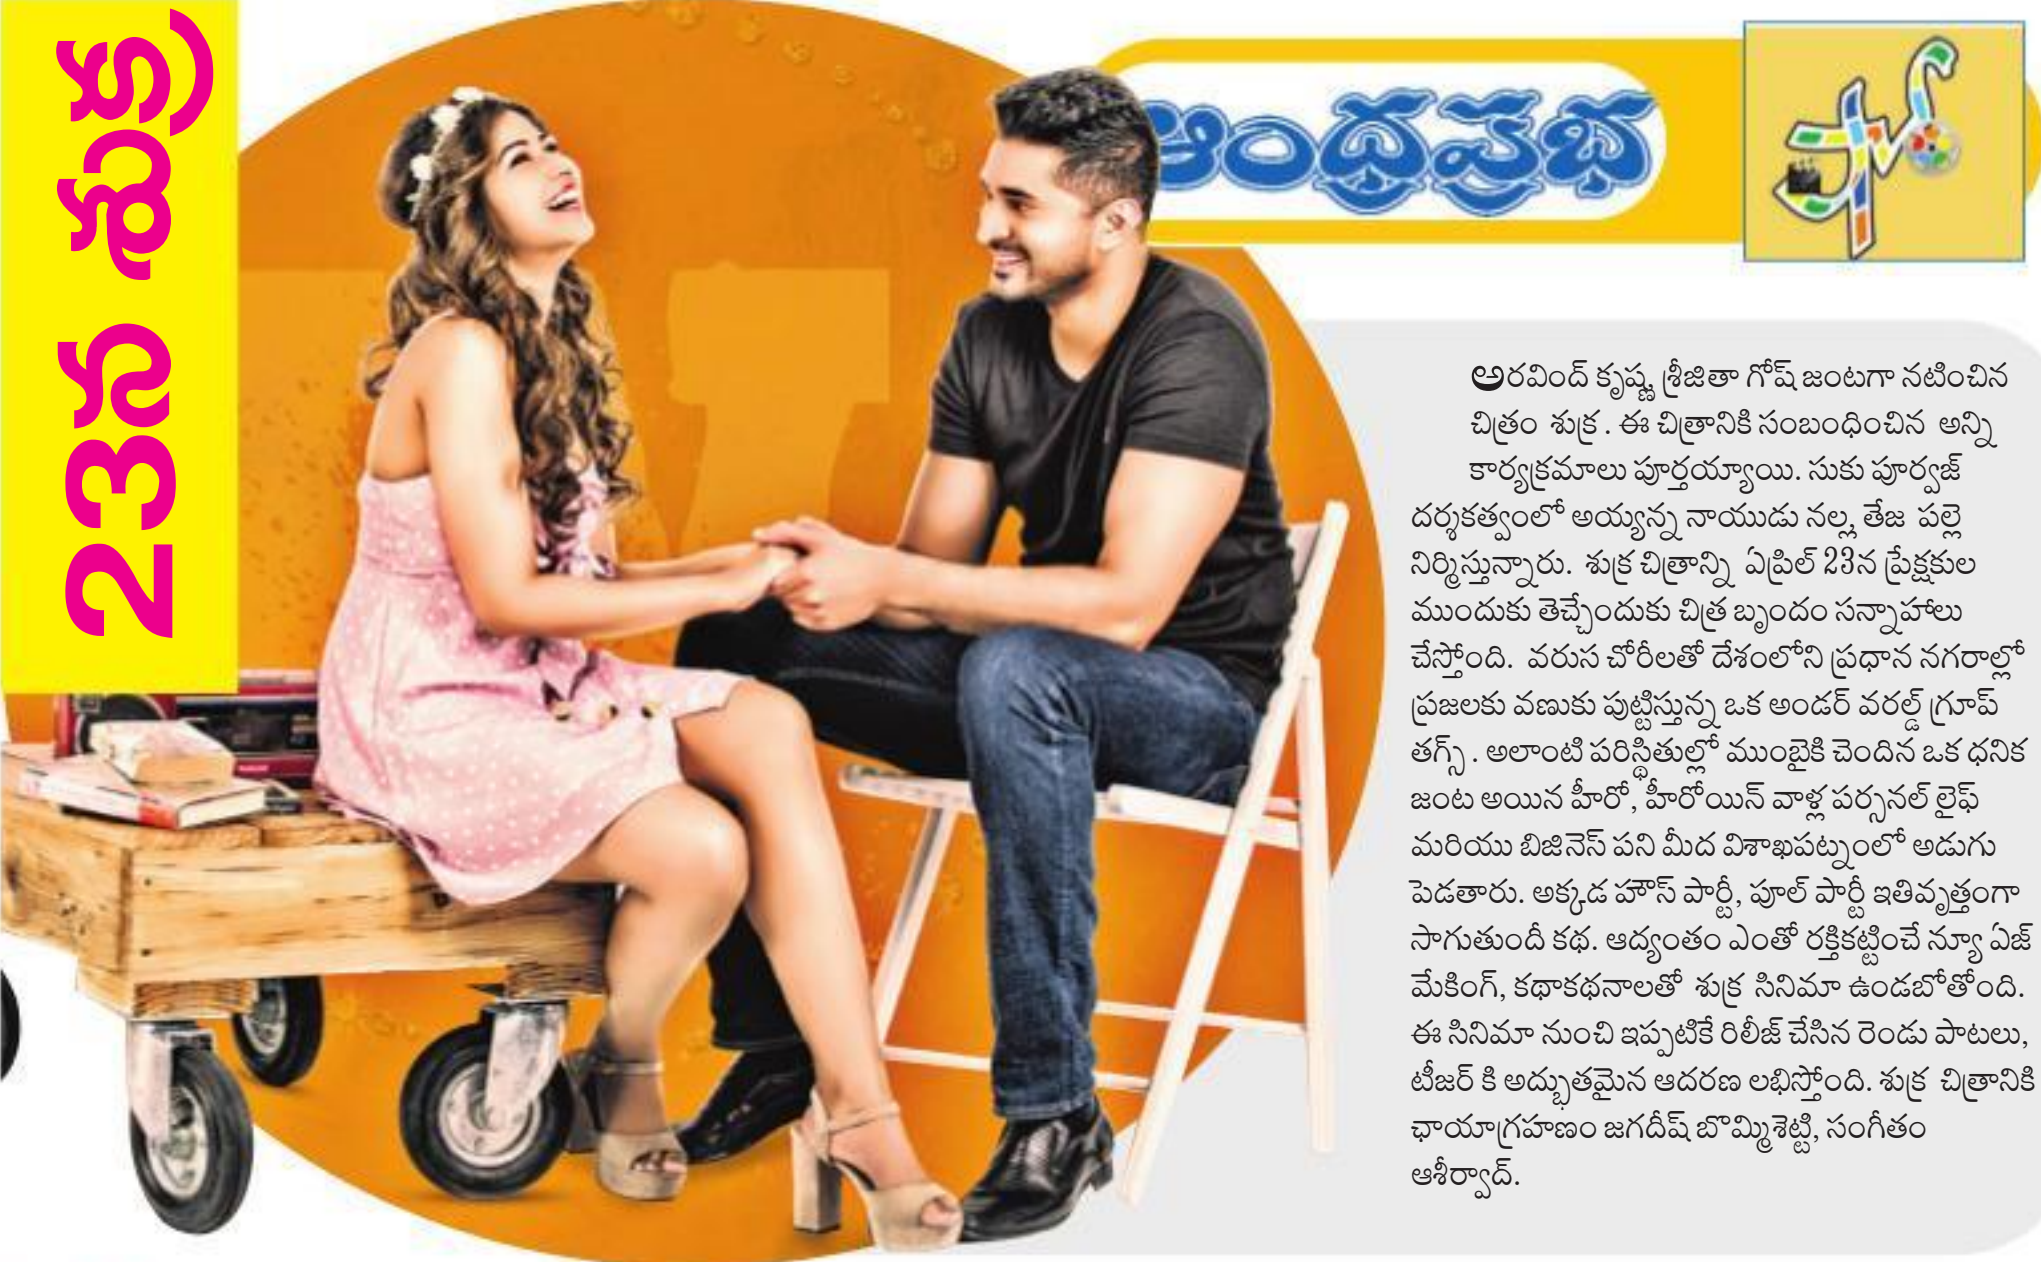 23న శుక్ర
ఆంధ్రప్రభ
అరవింద్ కృష్ణ, శ్రీజితా గోష్ జంటగా నటించిన
చిత్రం శుక్ర. ఈ చిత్రానికి సంబంధించిన అన్ని
కార్యక్రమాలు పూర్తయ్యాయి. సుకు పూర్వజ్
దర్శకత్వంలో అయ్యన్న నాయుడు నల్ల, తేజ పల్లె
నిర్మిస్తున్నారు. శుక్ర చిత్రాన్ని ఏప్రిల్ 23న ప్రేక్షకుల
ముందుకు తెచ్చేందుకు చిత్ర బృందం సన్నాహాలు
చేస్తోంది. వరుస చోరీలతో దేశంలోని ప్రధాన నగరాల్లో
ప్రజలకు వణుకు పుట్టిస్తున్న ఒక అండర్ వరల్డ్ గ్రూప్
తగ్స్. అలాంటి పరిస్థితుల్లో ముంబైకి చెందిన ఒక ధనిక
జంట అయిన హీరో, హీరోయిన్ వాళ్ల పర్సనల్ లైఫ్
మరియు బిజినెస్ పని మీద విశాఖపట్నంలో అడుగు
పెడతారు. అక్కడ హౌస్ పార్టీ, పూల్ పార్టీ ఇతివృత్తంగా
సాగుతుందీ కథ. ఆద్యంతం ఎంతో రక్తికట్టించే న్యూ ఏజ్
మేకింగ్, కథాకథనాలతో శుక్ర సినిమా ఉండబోతోంది.
ఈ సినిమా నుంచి ఇప్పటికే రిలీజ్ చేసిన రెండు పాటలు,
టీజర్ కి అద్భుతమైన ఆదరణ లభిస్తోంది. శుక్ర చిత్రానికి
ఛాయాగ్రహణం జగదీష్ బొమ్మిశెట్టి, సంగీతం
ఆశీర్వాద్.